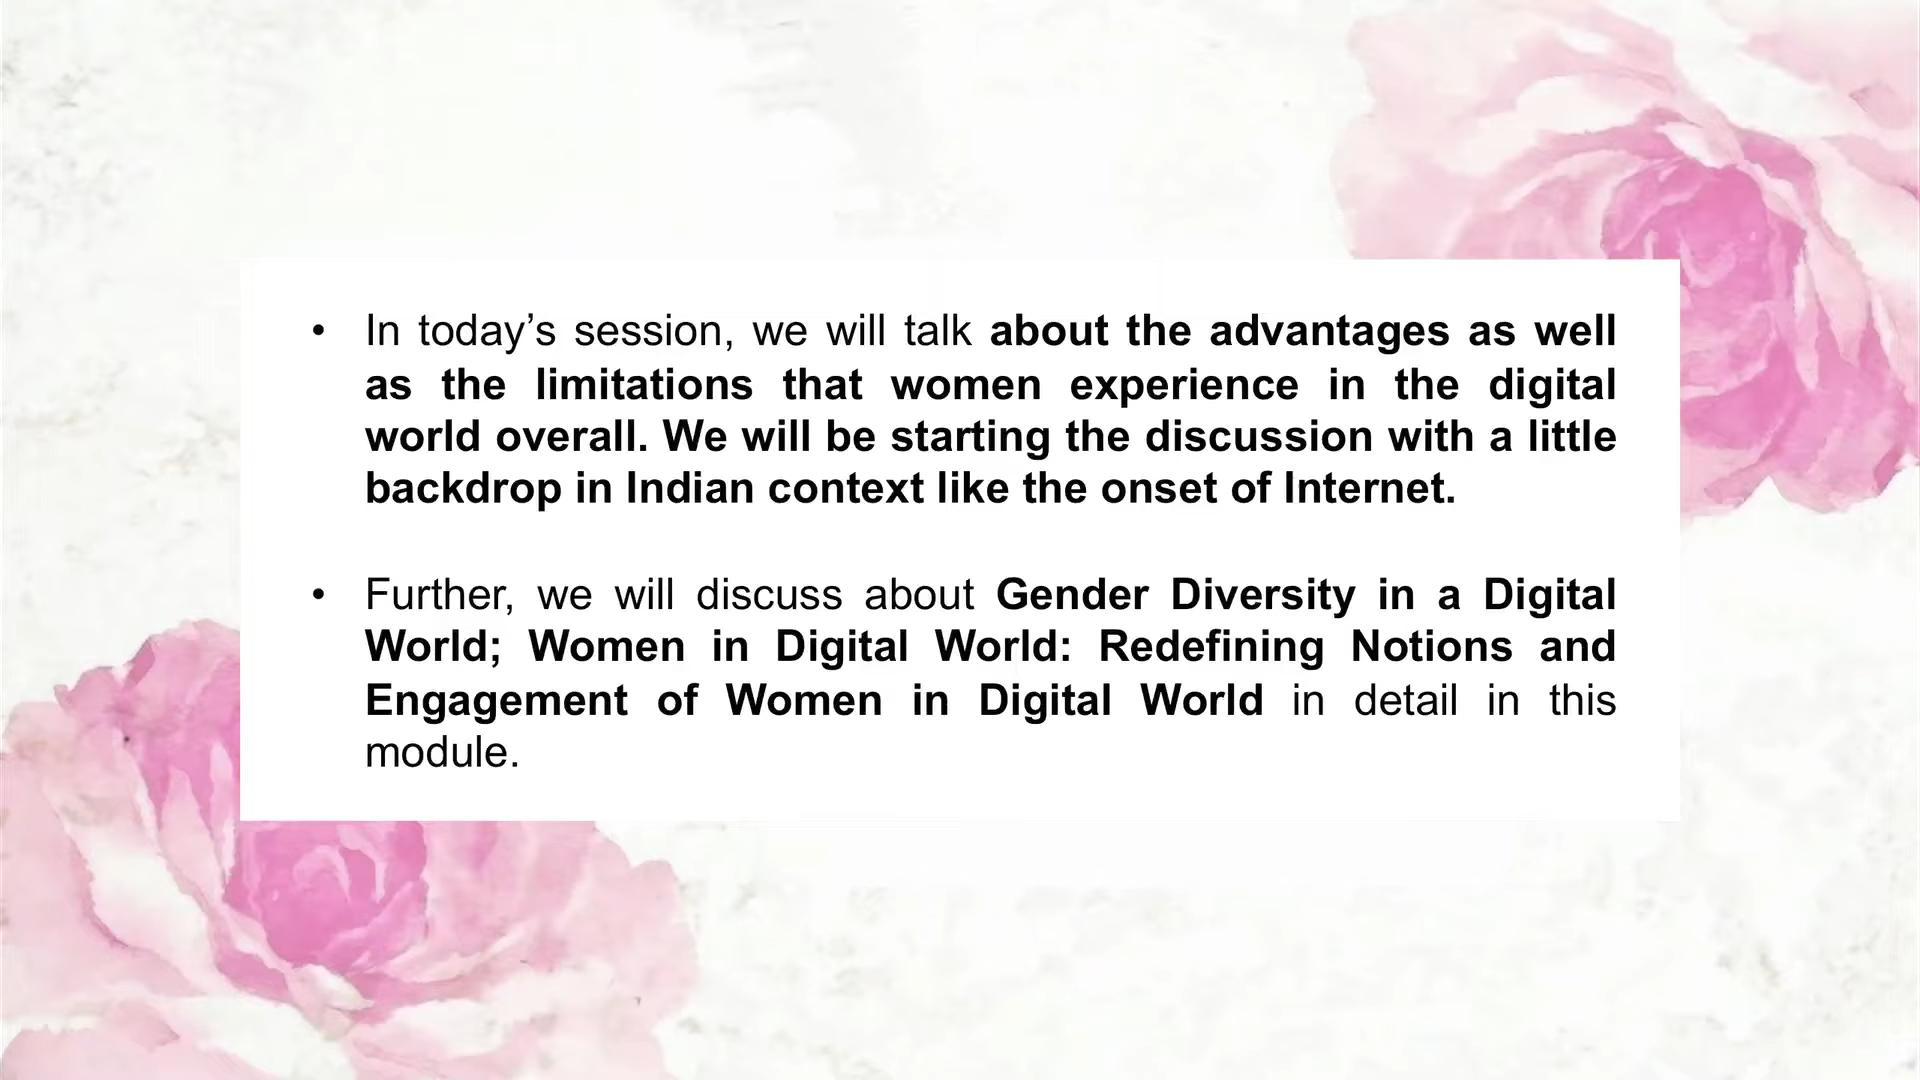 • In today’s session, we will talk about the advantages as well
as the limitations that women experience in the digital
world overall. We will be starting the discussion with a little
backdrop in Indian context like the onset of Internet.
• Further, we will discuss about Gender Diversity in a Digital
World; Women in Digital World: Redefining Notions and
Engagement of Women in Digital World in detail in this
module.